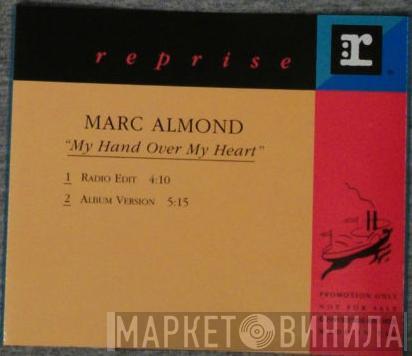 reprise
r
®
MARC ALMOND
"My Hand Over My Heart"
1 RADIO EDIT 4:10
2 ALBUM VERSION 5:15
PROMOTION ONLY
NOT FOR SALE
МАРКЕТ ВИНИЛА